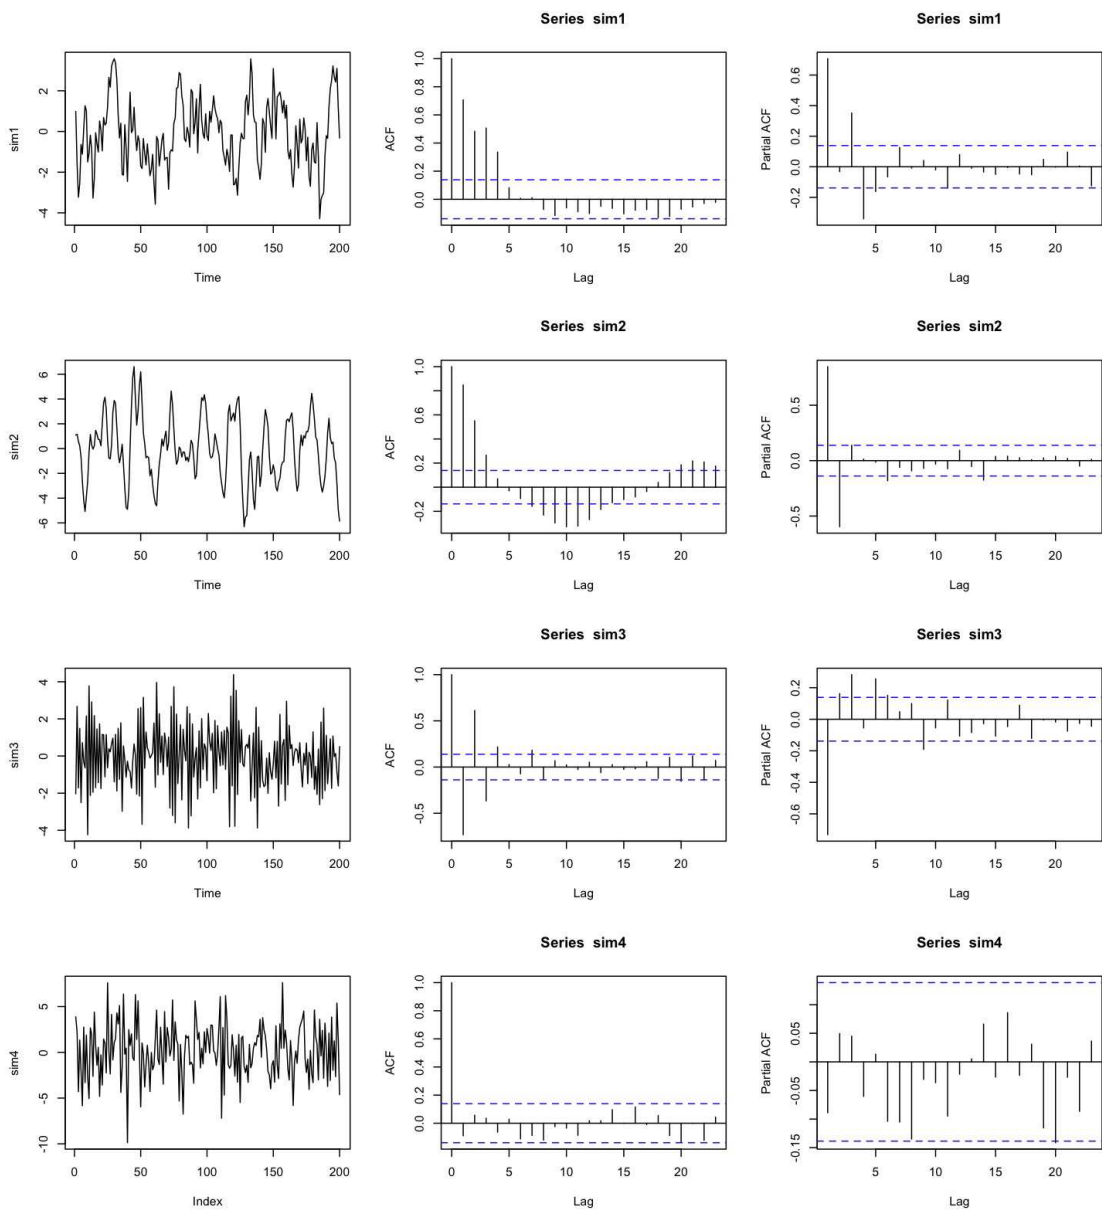 Series sim1
Series sim1
sim1
-4 -2 0 2
0 50 100 150 200
Time
ACF
0.0 0.2 0.4 0.6 0.8 1.0
0 5 10 15 20
Lag
Partial ACF
-0.2 0.0 0.2 0.4 0.6
5 10 15 20
Lag
Series sim2
Series sim2
sim2
-6 -4 -2 0 2 4 6
0 50 100 150 200
Time
ACF
-0.2 0.2 0.6 1.0
0 5 10 15 20
Lag
Partial ACF
-0.5 0.0 0.5
5 10 15 20
Lag
Series sim3
Series sim3
sim3
-4 -2 0 2 4
0 50 100 150 200
Time
ACF
-0.5 0.0 0.5 1.0
0 5 10 15 20
Lag
Partial ACF
-0.6 -0.4 -0.2 0.0 0.2
5 10 15 20
Lag
Series sim4
Series sim4
sim4
-10 -5 0 5
0 50 100 150 200
Index
ACF
0.0 0.2 0.4 0.6 0.8 1.0
0 5 10 15 20
Lag
Partial ACF
-0.15 -0.05 0.05
5 10 15 20
Lag